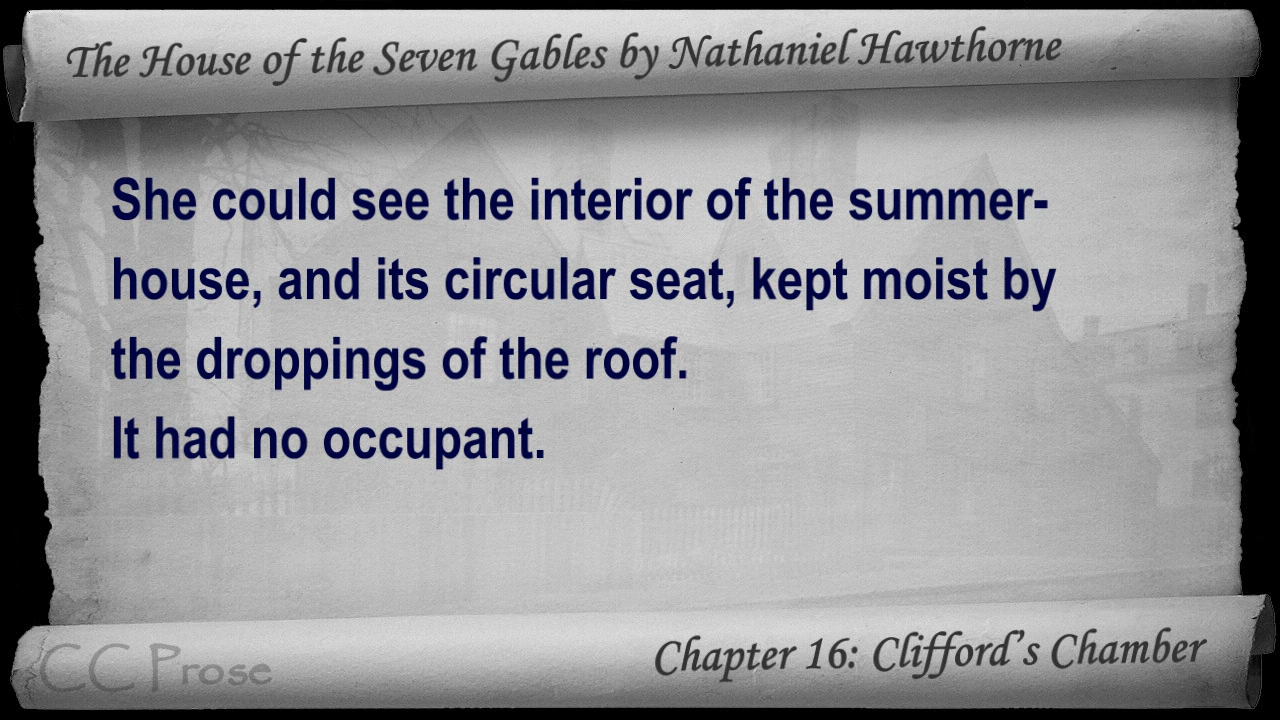 The House of the Seven Gables by Nathaniel Hawthorne
She could see the interior of the summer-
house, and its circular seat, kept moist by
the droppings of the roof.
It had no occupant.
CC Prose
Chapter 16: Clifford’s Chamber